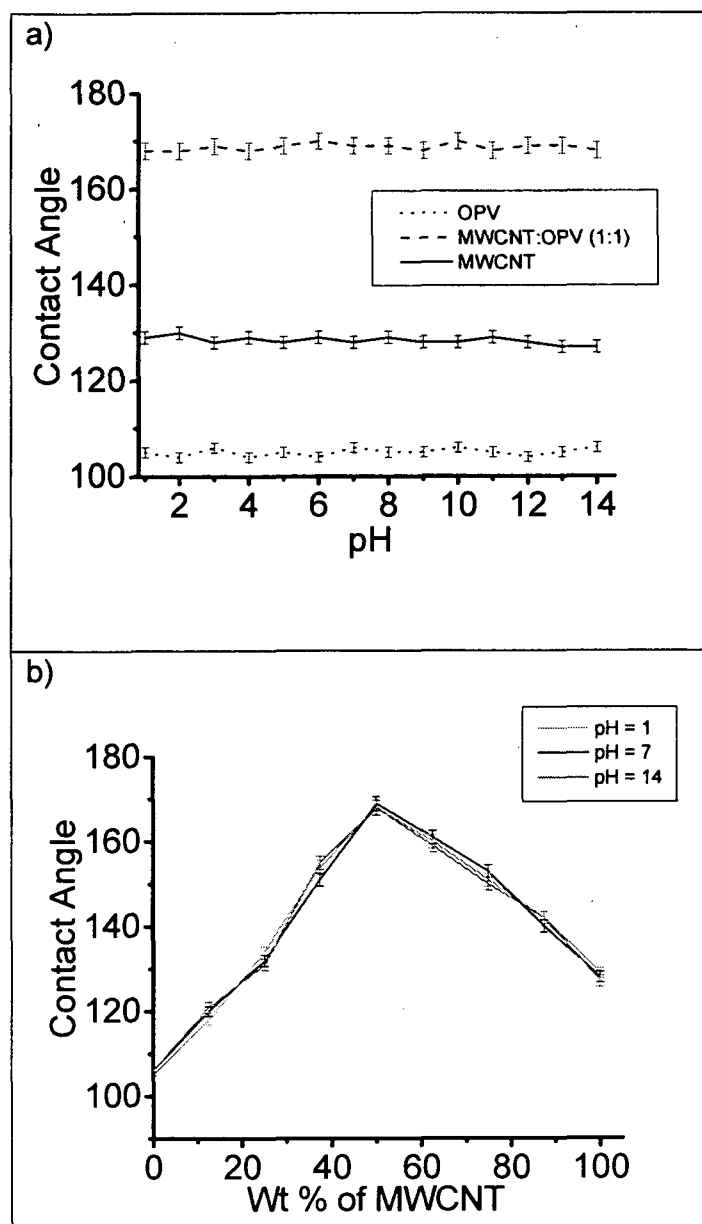 a)
180
160
140
120
100
Contact Angle
OPV
MWCNT:OPV (1:1)
MWCNT
2 4 6 8 10 12 14
pH
b)
pH = 1
pH = 7
pH = 14
180
160
140
120
100
Contact Angle
0 20 40 60 80 100
Wt % of MWCNT